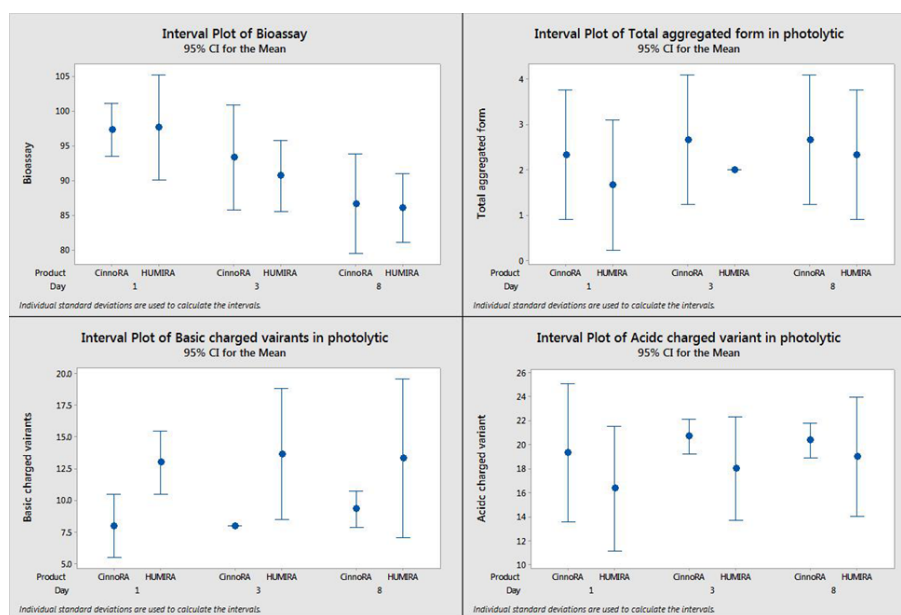 Interval Plot of Bioassay
95% CI for the Mean
Bioassay
105
100
95
90
85
80
Product CinnoRA HUMIRA CinnoRA HUMIRA CinnoRA HUMIRA
Day 1 3 8
Individual standard deviations are used to calculate the intervals.
Interval Plot of Total aggregated form in photolytic
95% CI for the Mean
Total aggregated form
4
3
2
1
0
Product CinnoRA HUMIRA CinnoRA HUMIRA CinnoRA HUMIRA
Day 1 3 8
Individual standard deviations are used to calculate the intervals.
Interval Plot of Basic charged vairants in photolytic
95% CI for the Mean
Basic charged vairants
20.0
17.5
15.0
12.5
10.0
7.5
5.0
Product CinnoRA HUMIRA CinnoRA HUMIRA CinnoRA HUMIRA
Day 1 3 8
Individual standard deviations are used to calculate the intervals.
Interval Plot of Acidc charged variant in photolytic
95% CI for the Mean
Acidc charged variant
26
24
22
20
18
16
14
12
10
Product CinnoRA HUMIRA CinnoRA HUMIRA CinnoRA HUMIRA
Day 1 3 8
Individual standard deviations are used to calculate the intervals.